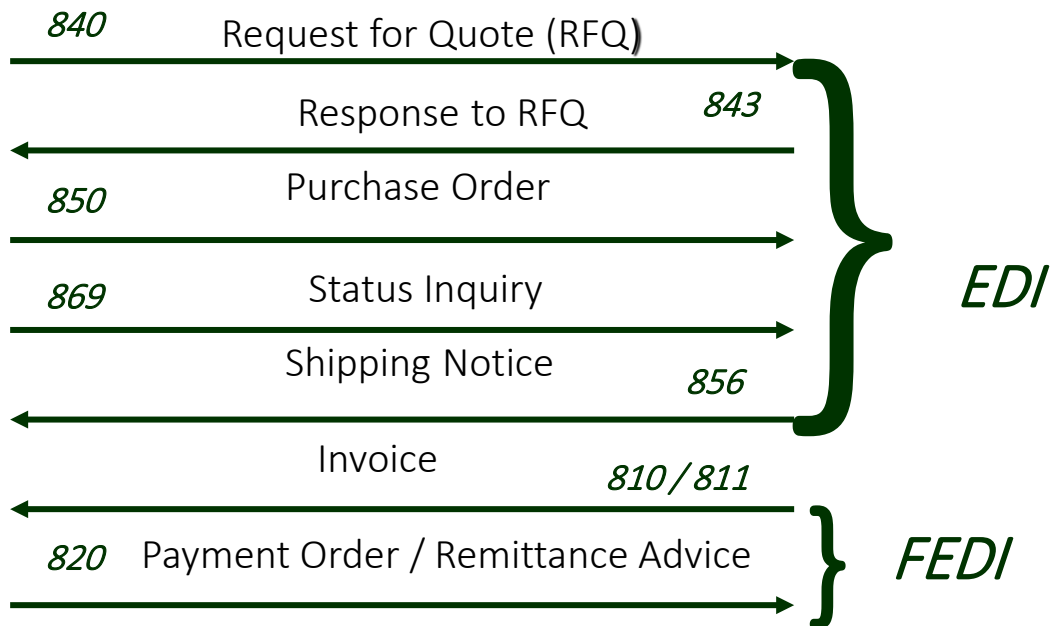 840
Request for Quote (RFQ)
843
Response to RFQ
850
Purchase Order
869
Status Inquiry
EDI
Shipping Notice
856
Invoice
810 / 811
820
Payment Order / Remittance Advice
FEDI